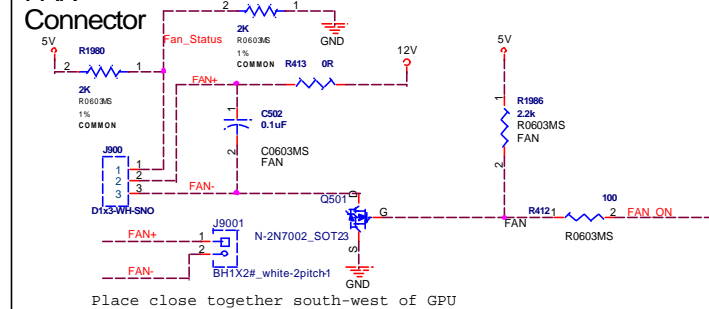 Connector
5V
R1980
2
1
2K
R0603MS
1%
COMMON
Fan_Status
2
1
2K
R0603MS
1%
COMMON
GND
R413
0R
12V
FAN+
1
C502
0.1uF
2
C0603MS
FAN
5V
1
R1986
2.2k
R0603MS
FAN
2
J900
1
2
3
1
2
3
D1x3-WH-SNO
FAN-
Q501
D
G
S
N-2N7002_SOT23
GND
FAN
R412
1
100
2
FAN_ON
R0603MS
FAN+
FAN-
J9001
1
2
BH1X2#_white-2pitch-1
Place close together south-west of GPU